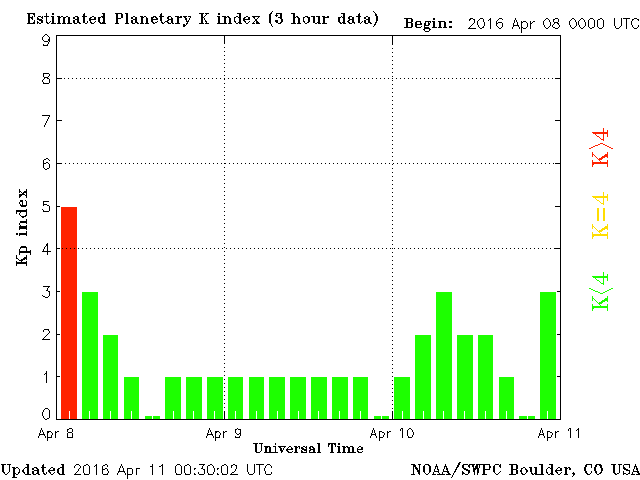 Estimated Planetary K index (3 hour data)
Begin: 2016 Apr 08 0000 UTC
9
8
7
6
5
4
3
2
1
0
Kp index
K>4
K=4
K<4
Apr 8
Apr 9
Apr 10
Apr 11
Universal Time
Updated 2016 Apr 11 00:30:02 UTC
NOAA/SWPC Boulder, CO USA